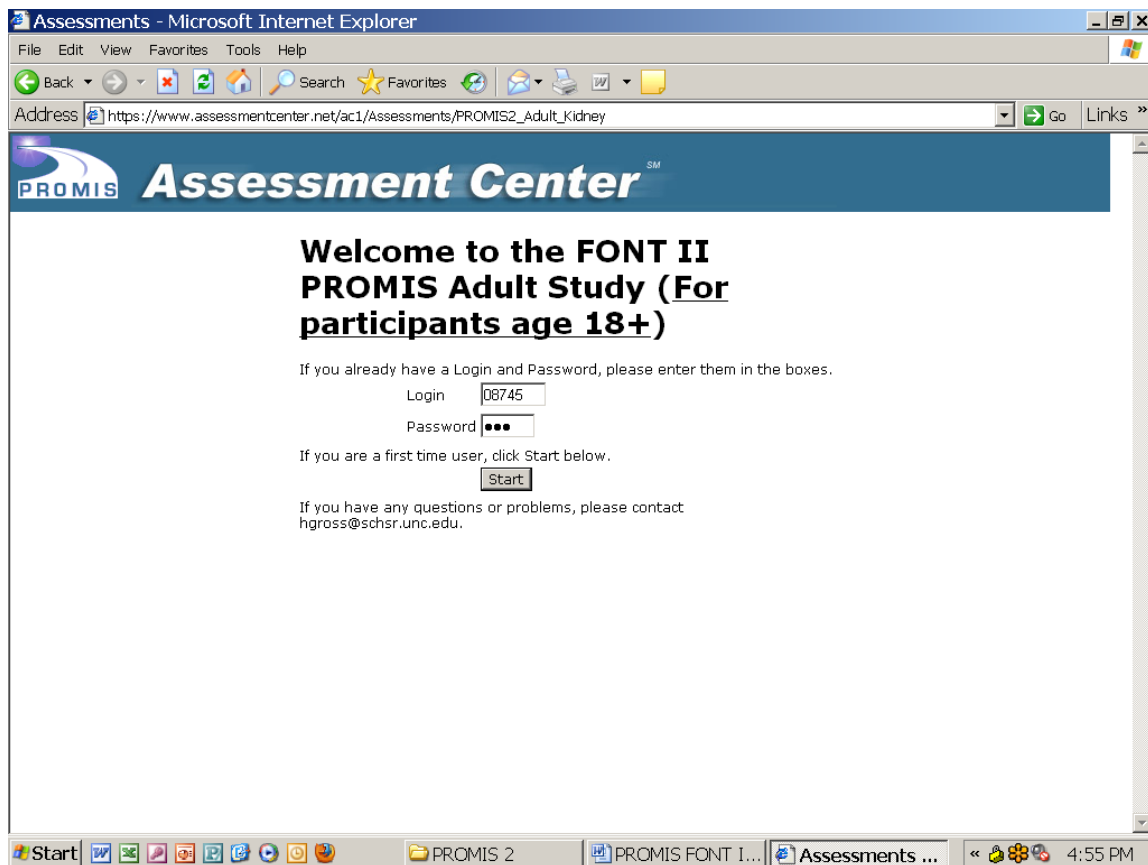 Assessments - Microsoft Internet Explorer
File Edit View Favorites Tools Help
Back Search Favorites
Address https://www.assessmentcenter.net/ac1/Assessments/PROMIS2_Adult_Kidney Go Links »
PROMIS Assessment Center SM
Welcome to the FONT II
PROMIS Adult Study (For
participants age 18+)
If you already have a Login and Password, please enter them in the boxes.
Login 08745
Password •••
If you are a first time user, click Start below.
Start
If you have any questions or problems, please contact
hgross@schsr.unc.edu.
Start PROMIS 2 PROMIS FONT I... Assessments ... « 4:55 PM